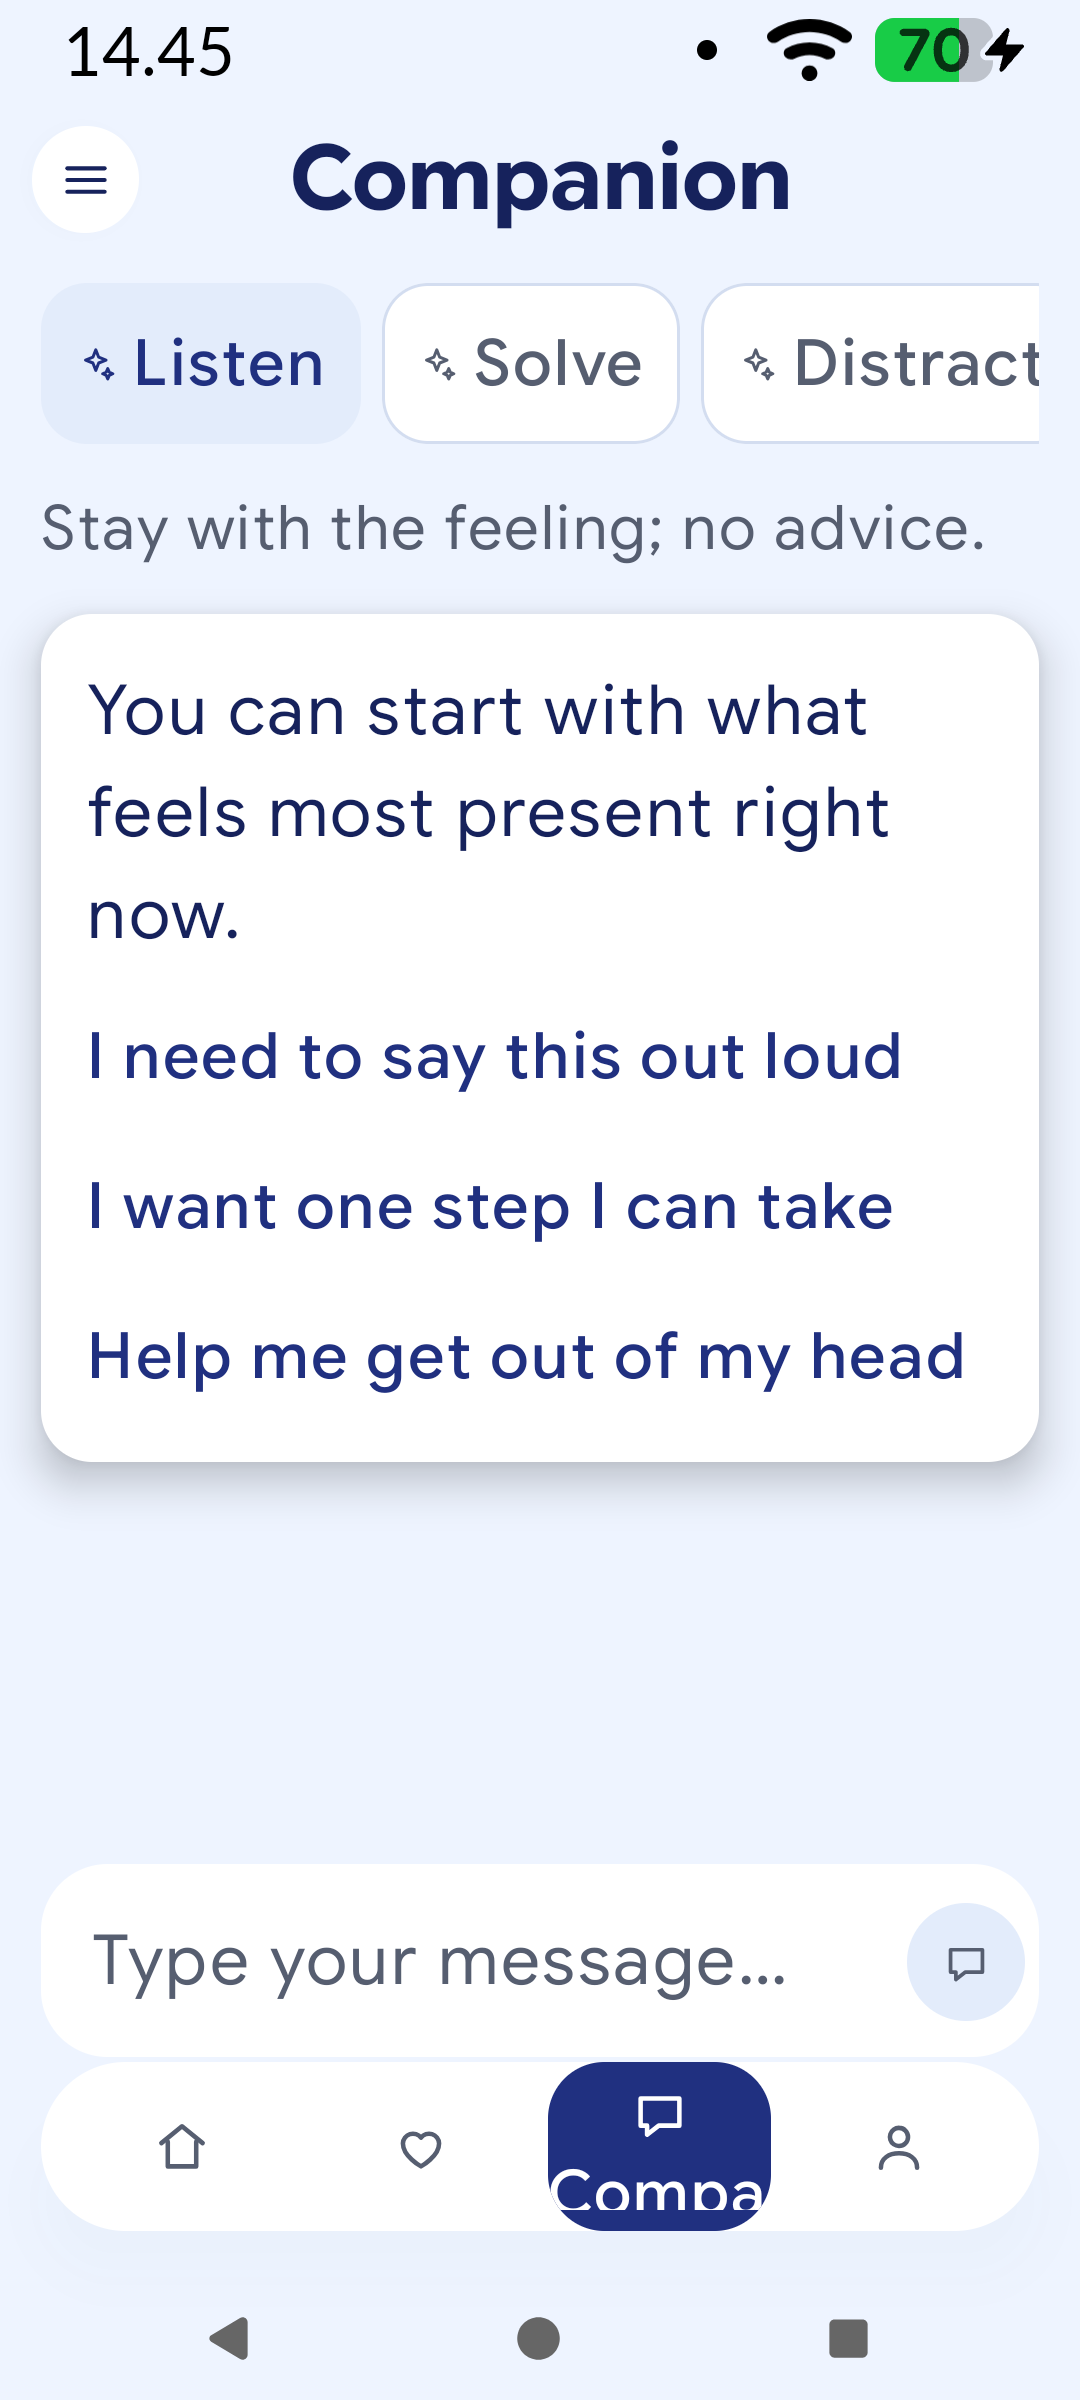 14.45
70
Companion
Listen
Solve
Distract
Stay with the feeling; no advice.
You can start with what
feels most present right
now.
I need to say this out loud
I want one step I can take
Help me get out of my head
Type your message...
Compa